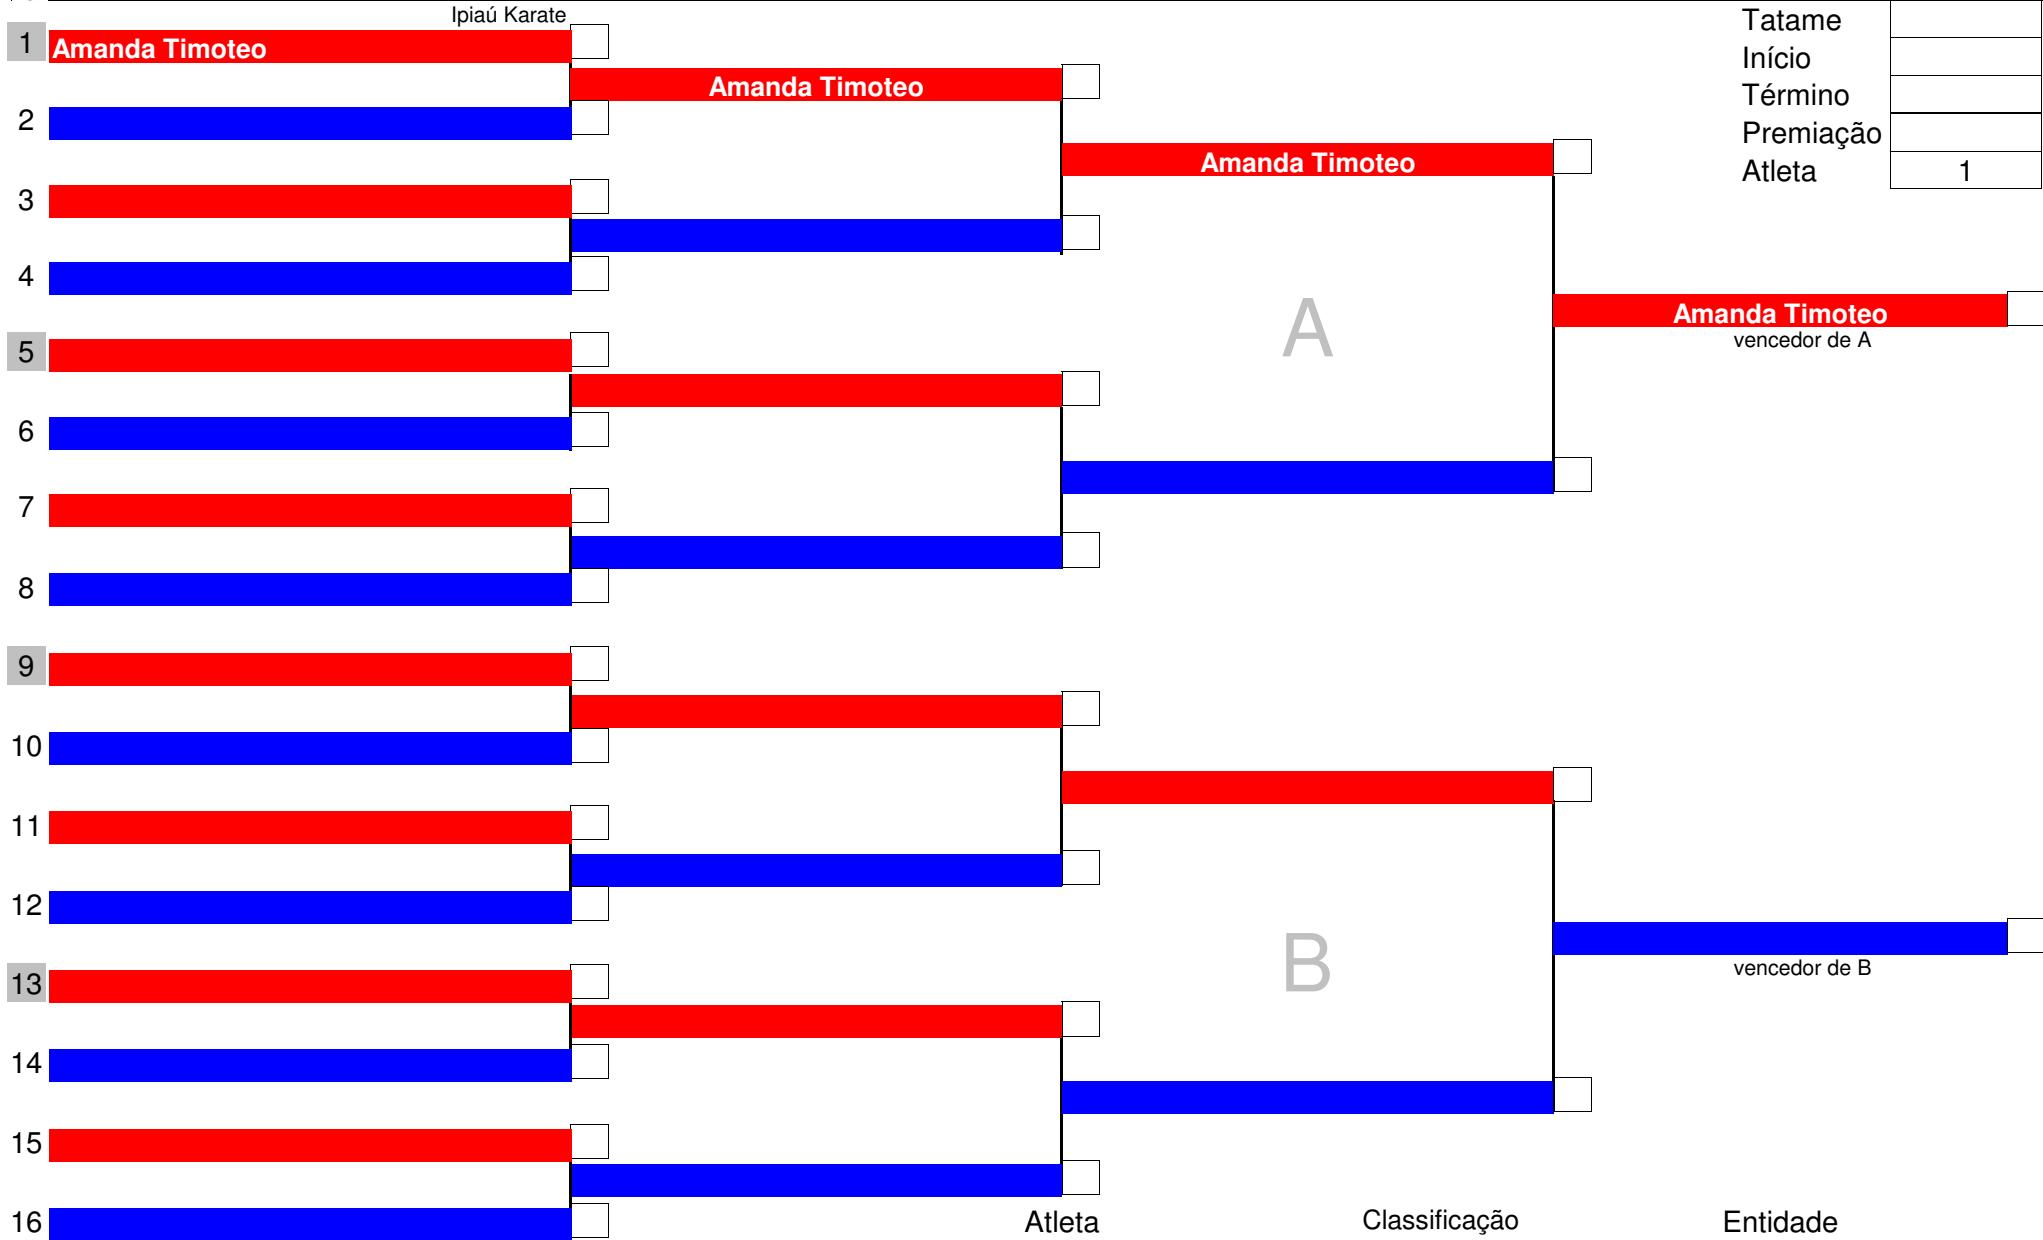 Ipiaú Karate
Tatame
1
Amanda Timoteo
Início
Amanda Timoteo
Término
2
Premiação
Amanda Timoteo
Atleta 1
3
4
A
Amanda Timoteo
vencedor de A
5
6
7
8
9
10
11
12
B
vencedor de B
13
14
15
16
Atleta Classificação Entidade